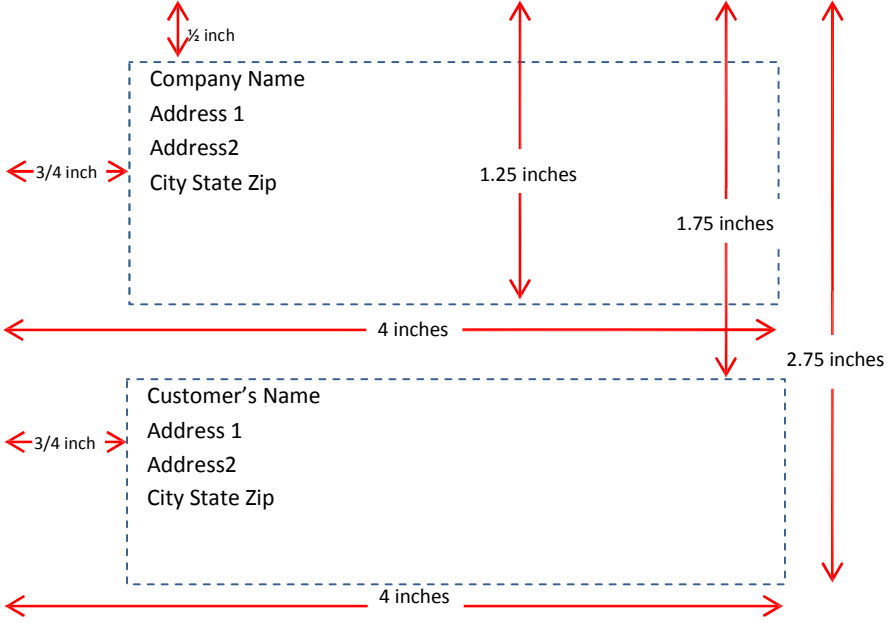 ½ inch
Company Name
Address 1
Address2
City State Zip
3/4 inch
1.25 inches
1.75 inches
4 inches
2.75 inches
Customer’s Name
Address 1
Address2
City State Zip
3/4 inch
4 inches